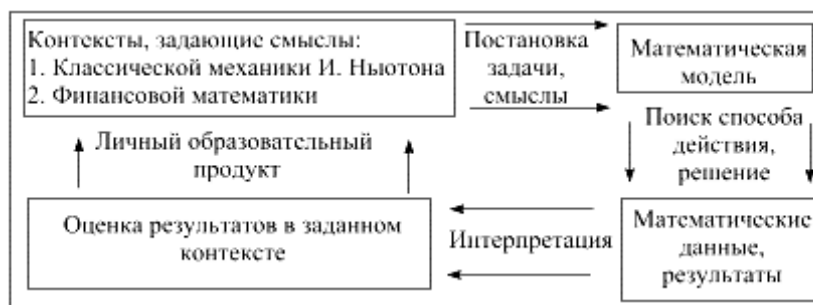 Контексты, задающие смыслы:
1. Классической механики И. Ньютона
2. Финансовой математики
Постановка
задачи,
смыслы
Математическая
модель
Поиск способа
действия,
решение
Математические
данные,
результаты
Интерпретация
Оценка результатов в заданном
контексте
Личный образовательный
продукт